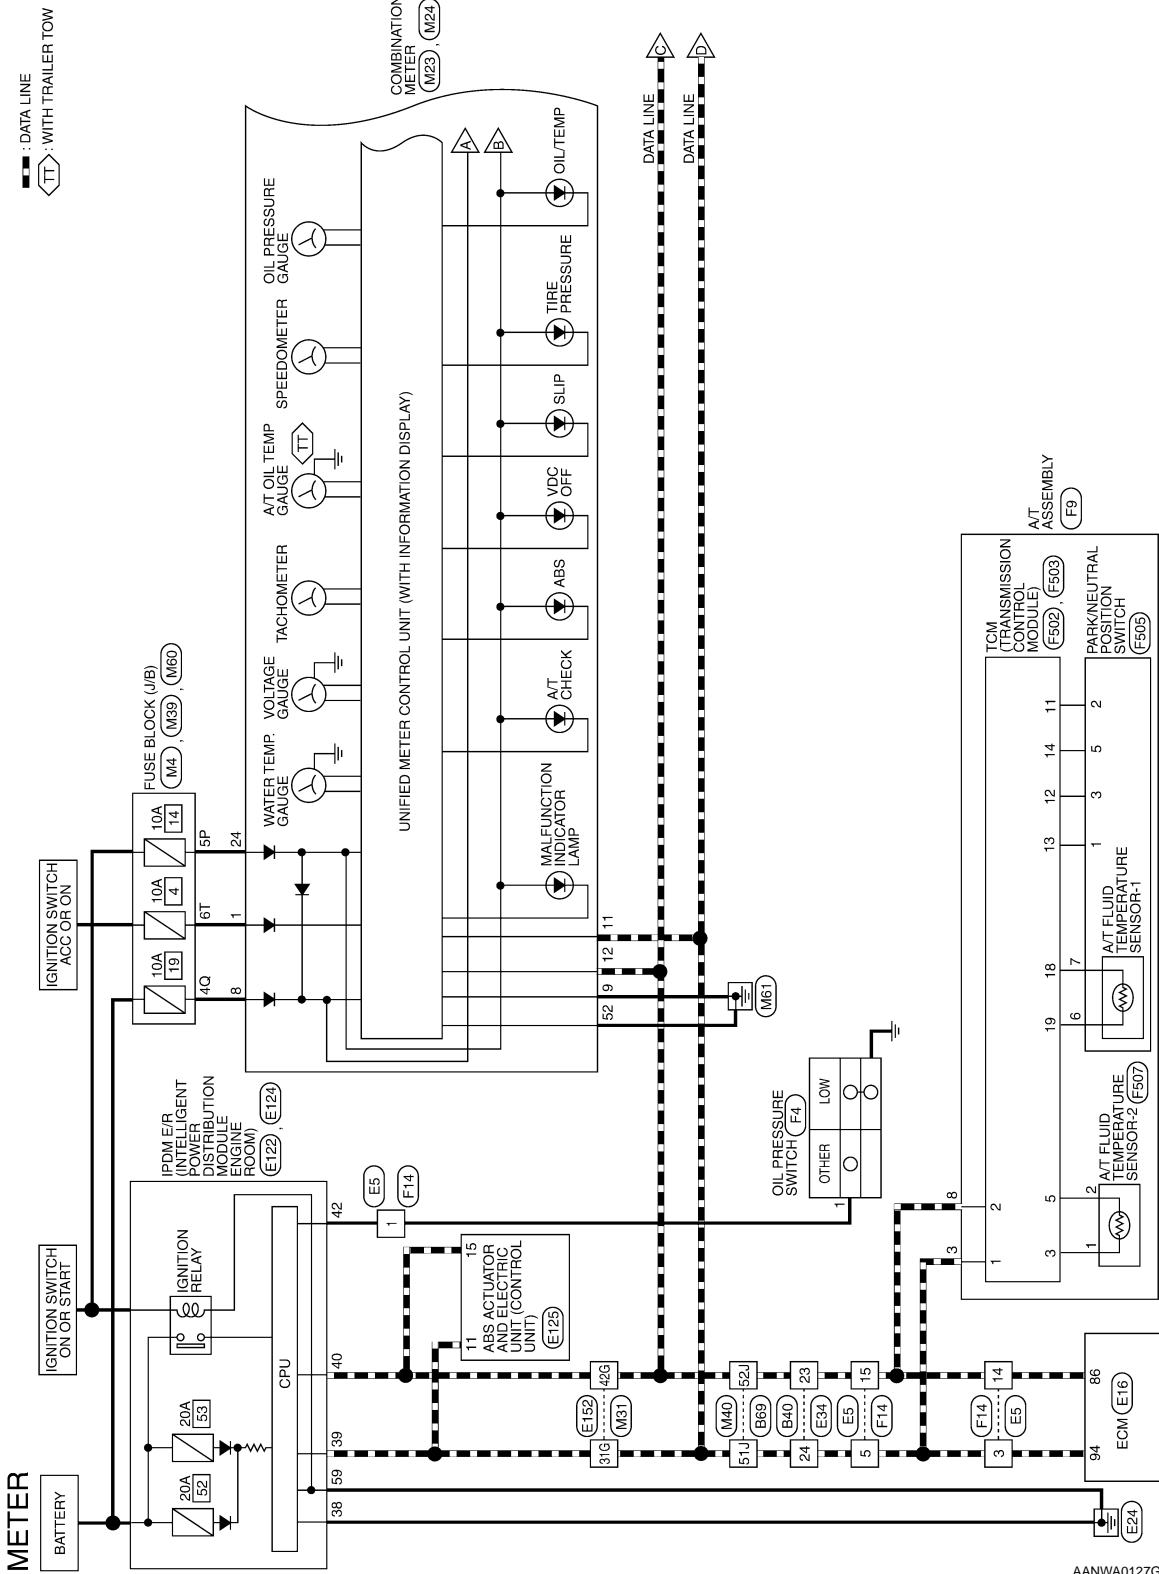 METER
: DATA LINE
TT
: WITH TRAILER TOW
BATTERY
IGNITION SWITCH
ON OR START
IGNITION SWITCH
ACC OR ON
FUSE BLOCK (J/B)
M4 , M39 , M60
10A
19
10A
4
10A
14
4Q
6T
5P
8
1
24
IPDM E/R
(INTELLIGENT
POWER
DISTRIBUTION
MODULE
ENGINE
ROOM)
E122 , E124
20A
52
20A
53
IGNITION
RELAY
CPU
38
59
39
40
42
COMBINATION
METER
M23 , M24
WATER TEMP.
GAUGE
VOLTAGE
GAUGE
TACHOMETER
A/T OIL TEMP
GAUGE
TT
SPEEDOMETER
OIL PRESSURE
GAUGE
UNIFIED METER CONTROL UNIT (WITH INFORMATION DISPLAY)
A
B
MALFUNCTION
INDICATOR
LAMP
A/T
CHECK
ABS
VDC
OFF
SLIP
TIRE
PRESSURE
OIL/TEMP
52
9
12
11
M61
DATA LINE
C
DATA LINE
D
E5
1
F14
15
11
ABS ACTUATOR
AND ELECTRIC
UNIT (CONTROL
UNIT)
E125
OIL PRESSURE
SWITCH
F4
OTHER
LOW
1
31G
E152
M31
42G
51J
M40
B69
52J
24
B40
E34
23
5
E5
F14
15
3
F14
E5
14
94
86
ECM
E16
E24
A/T
ASSEMBLY
F9
TCM
(TRANSMISSION
CONTROL
MODULE)
F502 , F503
3
8
1
2
3
5
19
18
13
12
14
11
1
2
A/T FLUID
TEMPERATURE
SENSOR-2
F507
6
7
A/T FLUID
TEMPERATURE
SENSOR-1
1
3
5
2
PARK/NEUTRAL
POSITION
SWITCH
F505
AANWA0127G